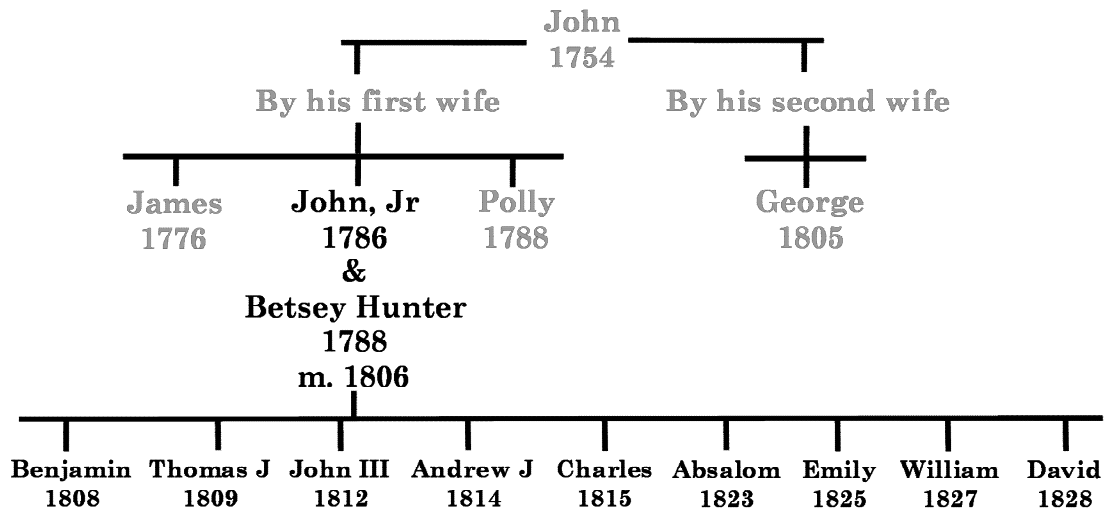 John
1754
By his first wife
By his second wife
James
1776
John, Jr
1786
&
Betsey Hunter
1788
m. 1806
Polly
1788
George
1805
Benjamin
1808
Thomas J
1809
John III
1812
Andrew J
1814
Charles
1815
Absalom
1823
Emily
1825
William
1827
David
1828